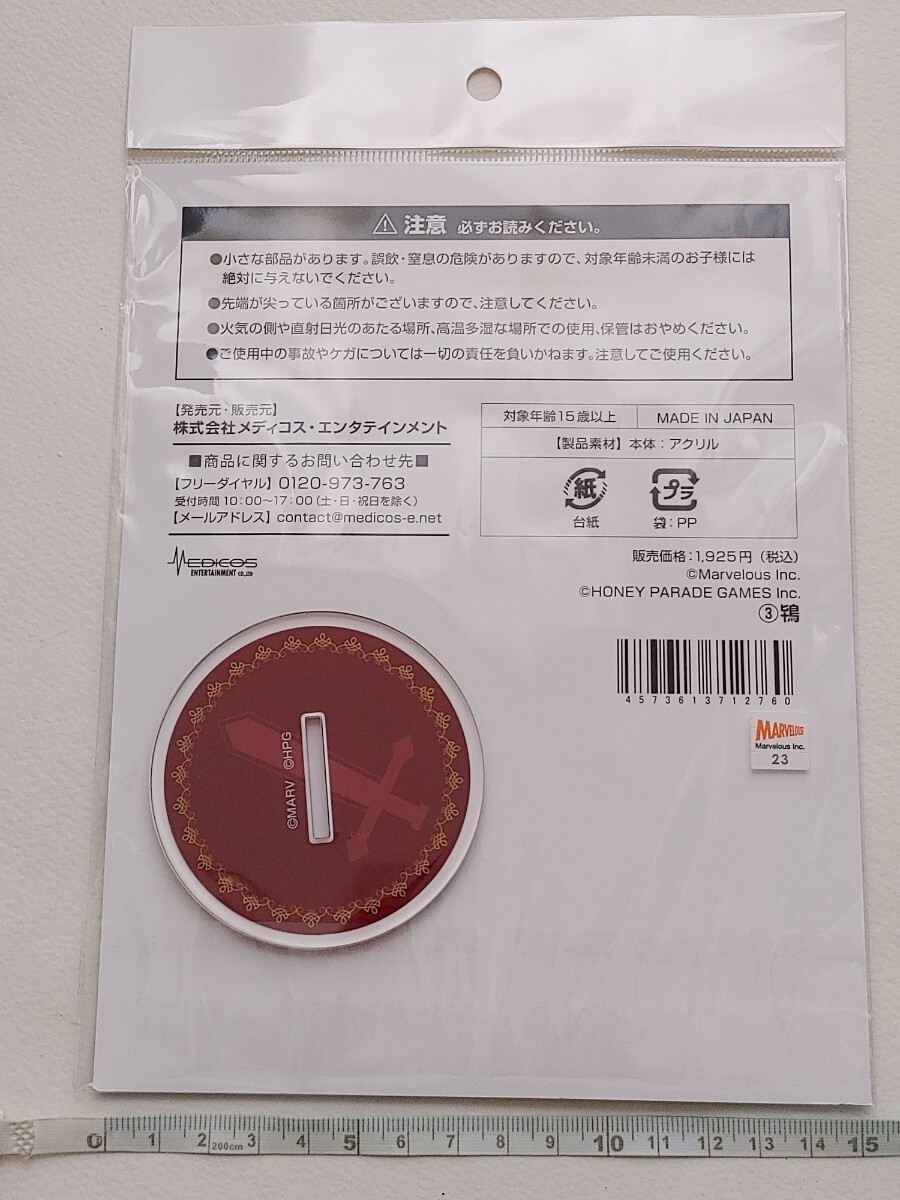 ⚠ 注意 必ずお読みください。
●小さな部品があります。誤飲・窒息の危険がありますので、対象年齢未満のお子様には
絶対に与えないでください。
●先端が尖っている箇所がございますので、注意してください。
●火気の側や直射日光のあたる場所、高温多湿な場所での使用、保管はおやめください。
●ご使用中の事故やケガについては一切の責任を負いかねます。注意してご使用ください。
【発売元・販売元】
株式会社メディコス・エンタテインメント
■商品に関するお問い合わせ先■
【フリーダイヤル】0120-973-763
受付時間 10:00〜17:00(土・日・祝日を除く)
【メールアドレス】contact@medicos-e.net
MEDICOS
ENTERTAINMENT CO.,LTD
対象年齢15歳以上
MADE IN JAPAN
【製品素材】本体:アクリル
紙
台紙
プラ
袋:PP
販売価格:1,925円(税込)
©Marvelous Inc.
©HONEY PARADE GAMES Inc.
③鴇
4573613712760
MARVELOUS
Marvelous Inc.
23
©MARV ©HPG
0 1 2 200cm 3 4 5 6 7 8 9 10 11 12 13 14 15